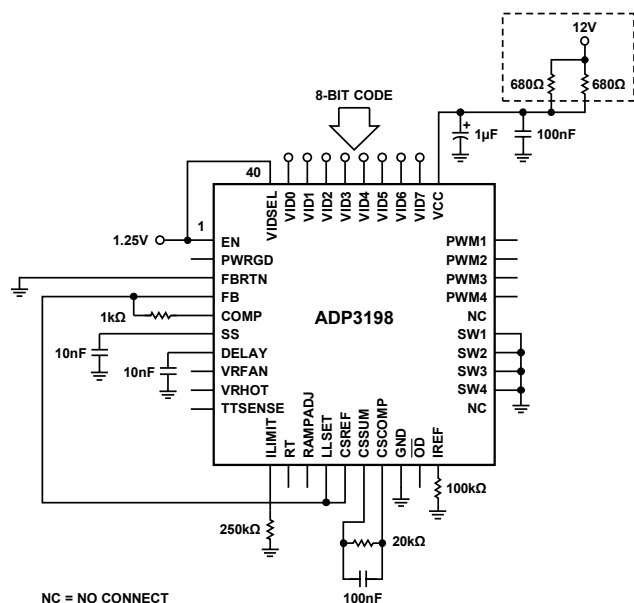 12V
680Ω 680Ω
8-BIT CODE
1µF
+
100nF
40
VIDSEL
VID0
VID1
VID2
VID3
VID4
VID5
VID6
VID7
VCC
1
1.25V
EN
PWRGD
FBRTN
FB
COMP
SS
DELAY
VRFAN
VRHOT
TTSENSE
1kΩ
10nF
10nF
ADP3198
PWM1
PWM2
PWM3
PWM4
NC
SW1
SW2
SW3
SW4
NC
ILIMIT
RT
RAMPADJ
LLSET
CSREF
CSSUM
CSCOMP
GND
OD
IREF
100kΩ
250kΩ
20kΩ
100nF
NC = NO CONNECT